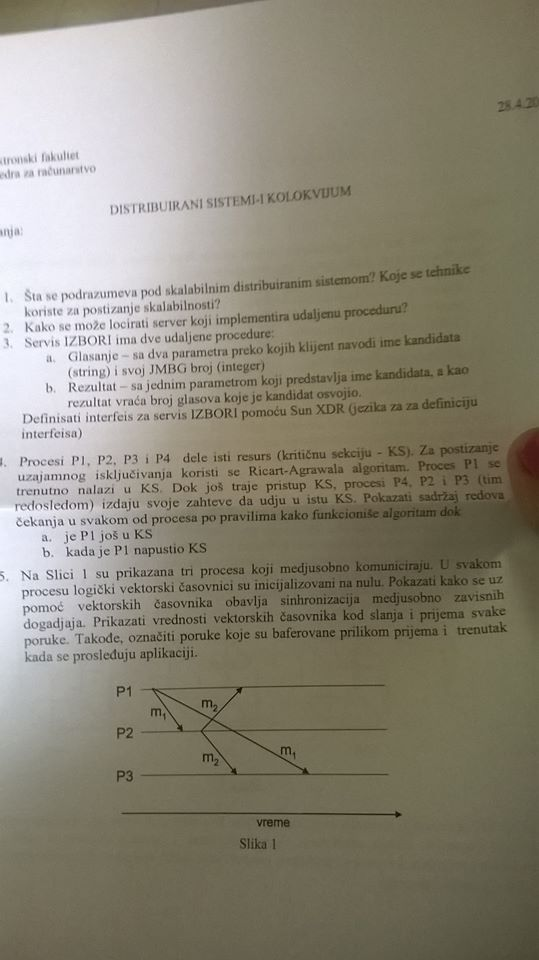 28.4.20
ktronski fakultet
edra za računarstvo
DISTRIBUIRANI SISTEMI-I KOLOKVIJUM
anja:
1. Šta se podrazumeva pod skalabilnim distribuiranim sistemom? Koje se tehnike
koriste za postizanje skalabilnosti?
2. Kako se može locirati server koji implementira udaljenu proceduru?
3. Servis IZBORI ima dve udaljene procedure:
a. Glasanje – sa dva parametra preko kojih klijent navodi ime kandidata
(string) i svoj JMBG broj (integer)
b. Rezultat – sa jednim parametrom koji predstavlja ime kandidata, a kao
rezultat vraća broj glasova koje je kandidat osvojio.
Definisati interfeis za servis IZBORI pomoću Sun XDR (jezika za za definiciju
interfeisa)
4. Procesi P1, P2, P3 i P4 dele isti resurs (kritičnu sekciju - KS). Za postizanje
uzajamnog isključivanja koristi se Ricart-Agrawala algoritam. Proces P1 se
trenutno nalazi u KS. Dok još traje pristup KS, procesi P4, P2 i P3 (tim
redosledom) izdaju svoje zahteve da udju u istu KS. Pokazati sadržaj redova
čekanja u svakom od procesa po pravilima kako funkcioniše algoritam dok
a. je P1 još u KS
b. kada je P1 napustio KS
5. Na Slici 1 su prikazana tri procesa koji medjusobno komuniciraju. U svakom
procesu logički vektorski časovnici su inicijalizovani na nulu. Pokazati kako se uz
pomoć vektorskih časovnika obavlja sinhronizacija medjusobno zavisnih
dogadjaja. Prikazati vrednosti vektorskih časovnika kod slanja i prijema svake
poruke. Takođe, označiti poruke koje su baferovane prilikom prijema i trenutak
kada se prosleđuju aplikaciji.
P1
m1 m2
P2
m2 m1
P3
vreme
Slika 1